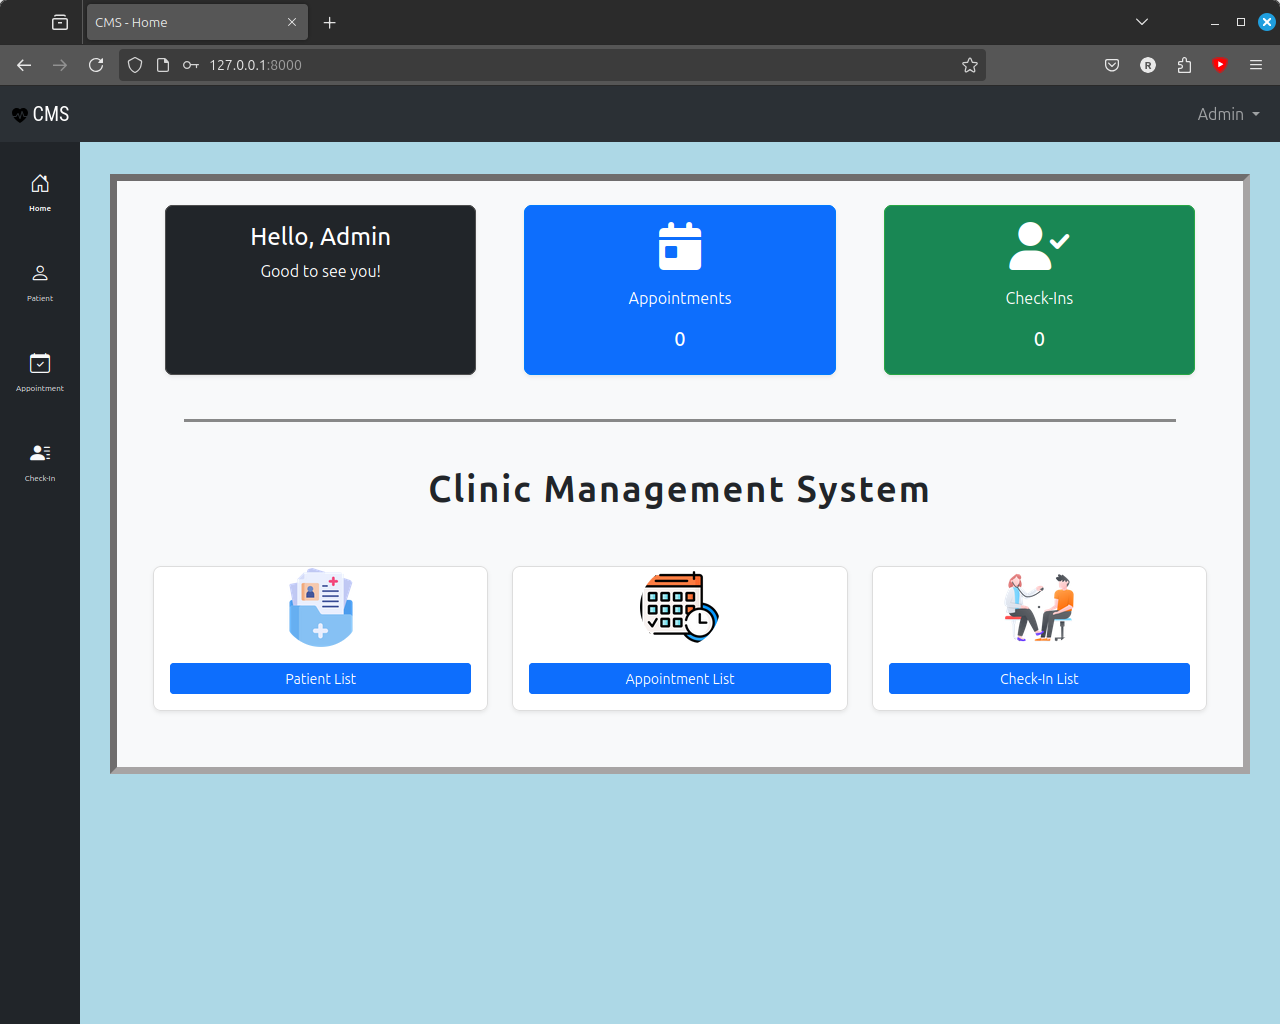 CMS - Home
127.0.0.1:8000
R
CMS
Admin
Home
Patient
Appointment
Check-In
Hello, Admin
Good to see you!
Appointments
0
Check-Ins
0
Clinic Management System
Patient List
Appointment List
Check-In List